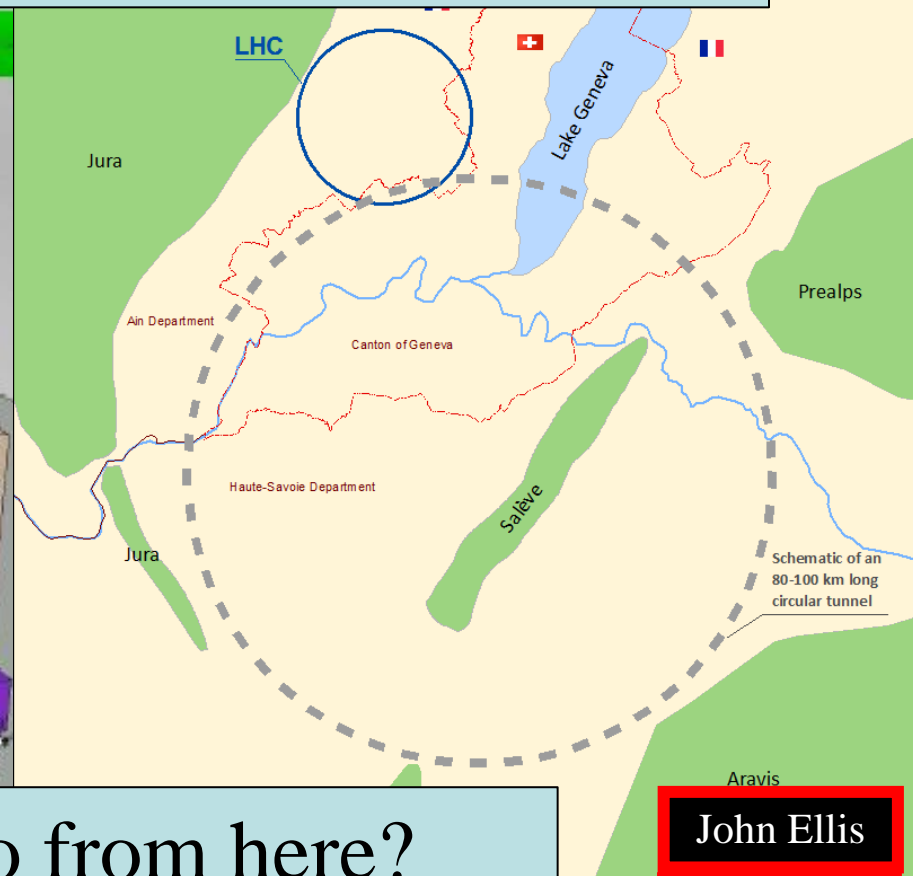 LHC
Lake Geneva
Jura
Prealps
Ain Department
Canton of Geneva
Haute-Savoie Department
Salève
Jura
Schematic of an
80-100 km long
circular tunnel
Aravis
from here?
John Ellis